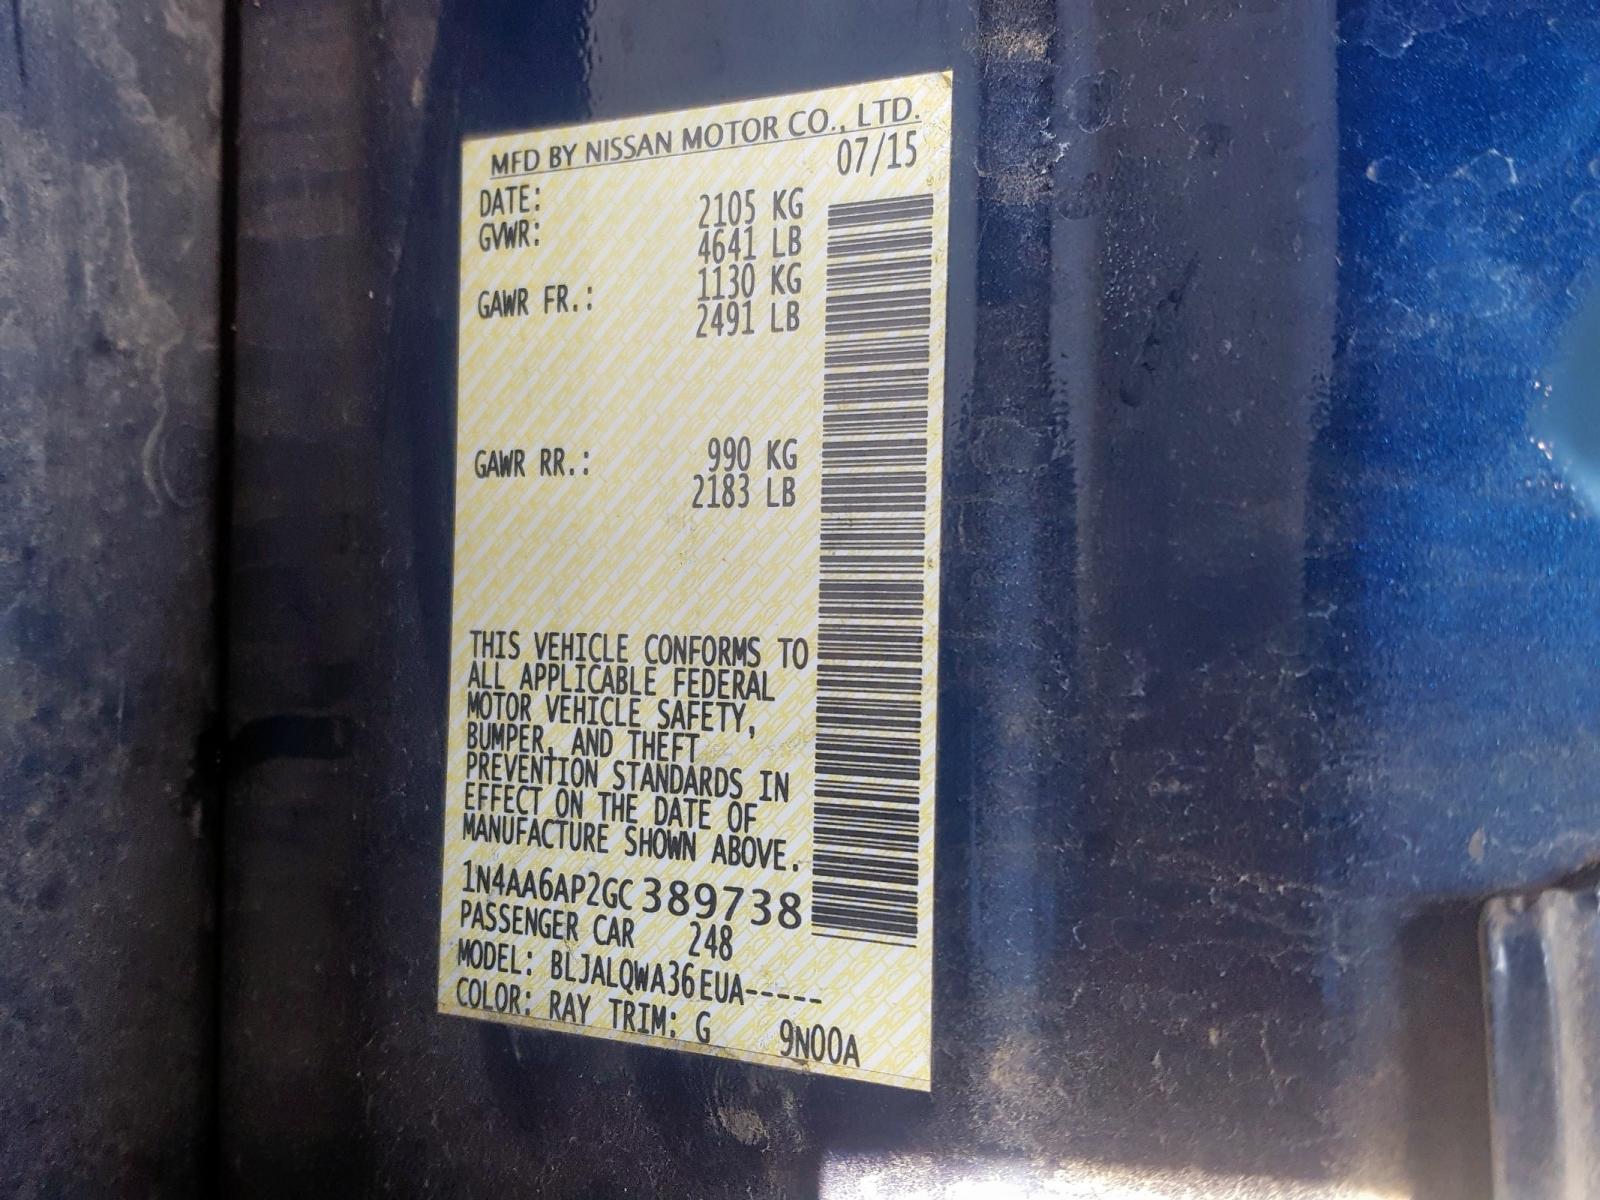 MFD BY NISSAN MOTOR CO., LTD.
DATE: 07/15
GVWR: 2105 KG
4641 LB
GAWR FR.: 1130 KG
2491 LB
GAWR RR.: 990 KG
2183 LB
THIS VEHICLE CONFORMS TO
ALL APPLICABLE FEDERAL
MOTOR VEHICLE SAFETY,
BUMPER, AND THEFT
PREVENTION STANDARDS IN
EFFECT ON THE DATE OF
MANUFACTURE SHOWN ABOVE.
1N4AA6AP2GC389738
PASSENGER CAR 248
MODEL: BLJALQWA36EUA-----
COLOR: RAY TRIM: G 9N00A